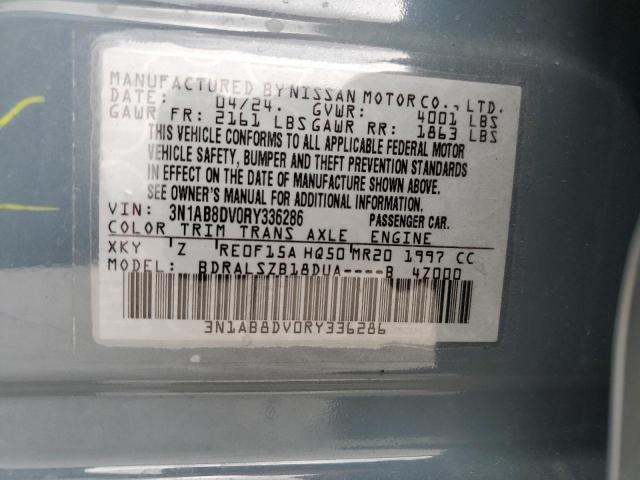 MANUFACTURED BY NISSAN MOTOR CO., LTD.
DATE: 04/24. GVWR: 4001 LBS
GAWR FR: 2161 LBS GAWR RR: 1863 LBS
THIS VEHICLE CONFORMS TO ALL APPLICABLE FEDERAL MOTOR
VEHICLE SAFETY, BUMPER AND THEFT PREVENTION STANDARDS
IN EFFECT ON THE DATE OF MANUFACTURE SHOWN ABOVE.
SEE OWNER'S MANUAL FOR ADDITIONAL INFORMATION.
VIN: 3N1AB8DV0RY336286 PASSENGER CAR.
COLOR TRIM TRANS AXLE ENGINE
XKY Z RE0F15A HQ50 MR20 1997 CC
MODEL BDRALSZB18DUA----B 4Z000
3N1AB8DV0RY336286